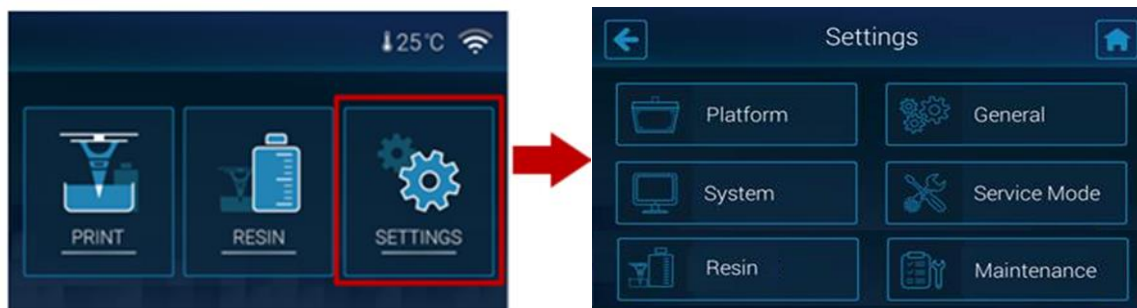 25°C
PRINT
RESIN
SETTINGS
Settings
Platform
General
System
Service Mode
Resin
Maintenance